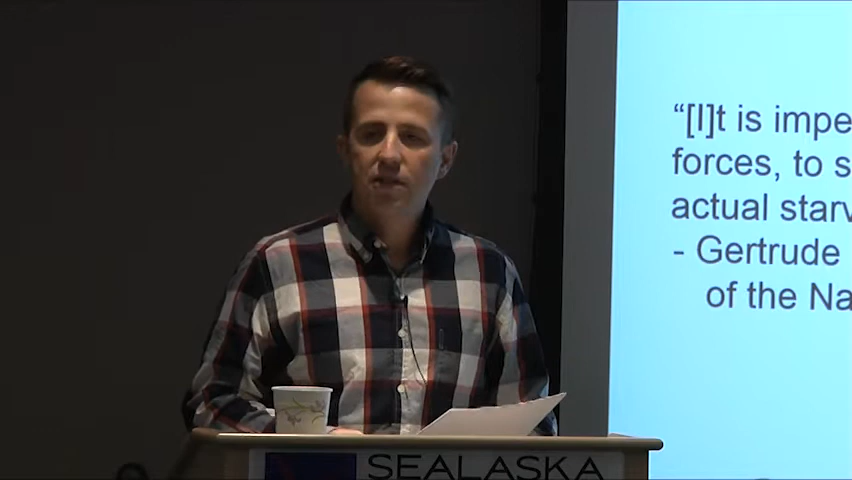 “[I]t is impe
forces, to s
actual starv
- Gertrude
of the Na
SEALASKA